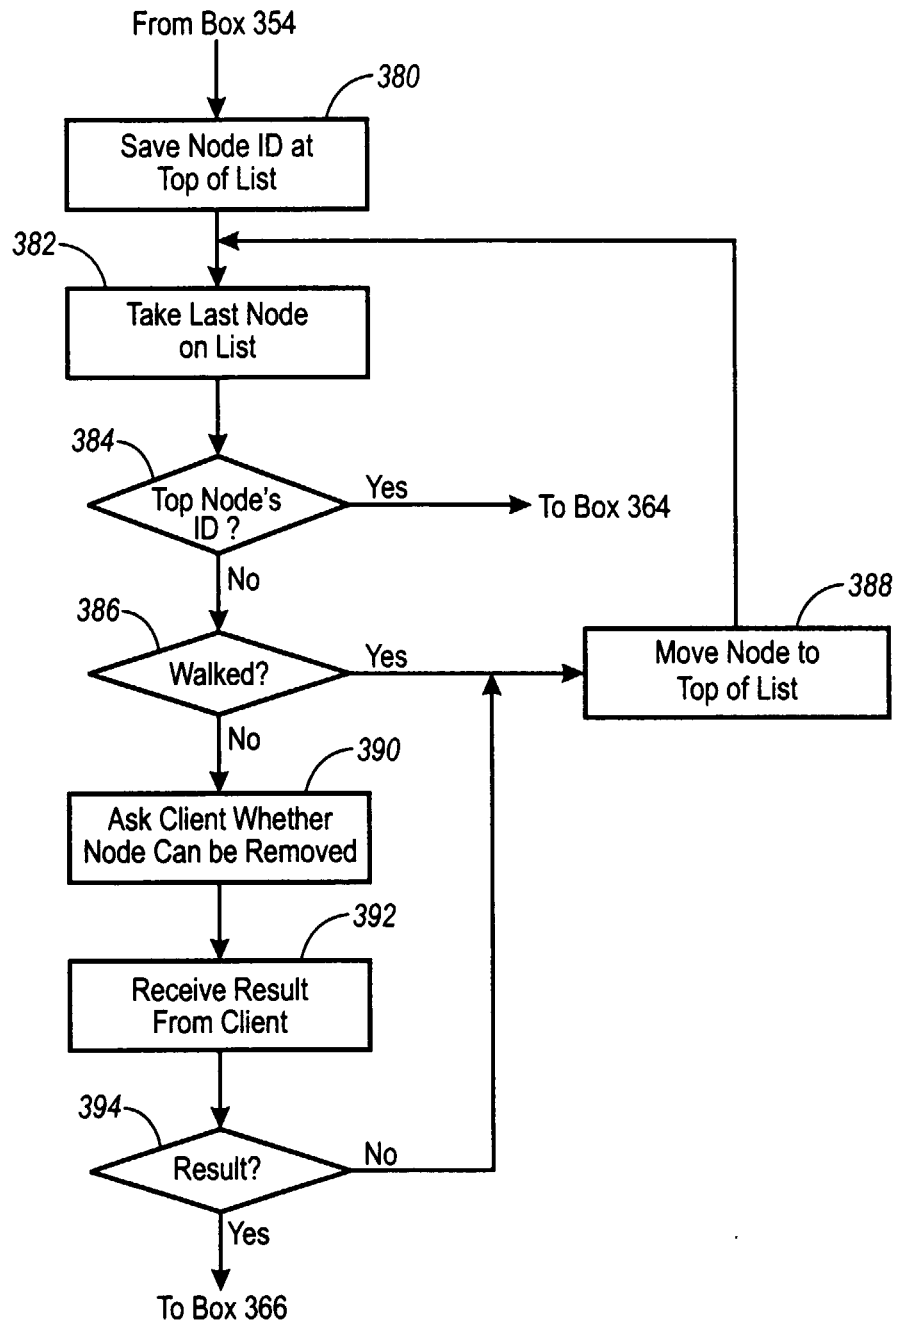 From Box 354
380
Save Node ID at
Top of List
382
Take Last Node
on List
384
Top Node's
ID ?
Yes
To Box 364
No
386
Walked?
Yes
388
Move Node to
Top of List
No
390
Ask Client Whether
Node Can be Removed
392
Receive Result
From Client
394
Result?
No
Yes
To Box 366